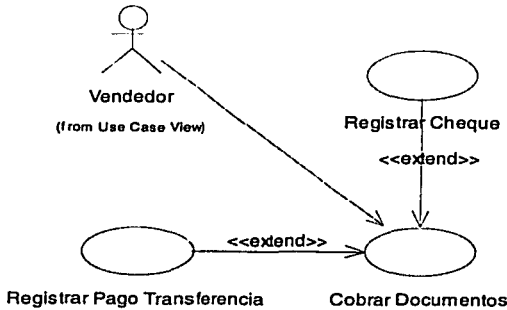 Vendedor
(from Use Case View)
Registrar Cheque
<<extend>>
<<extend>>
Registrar Pago Transferencia
Cobrar Documentos